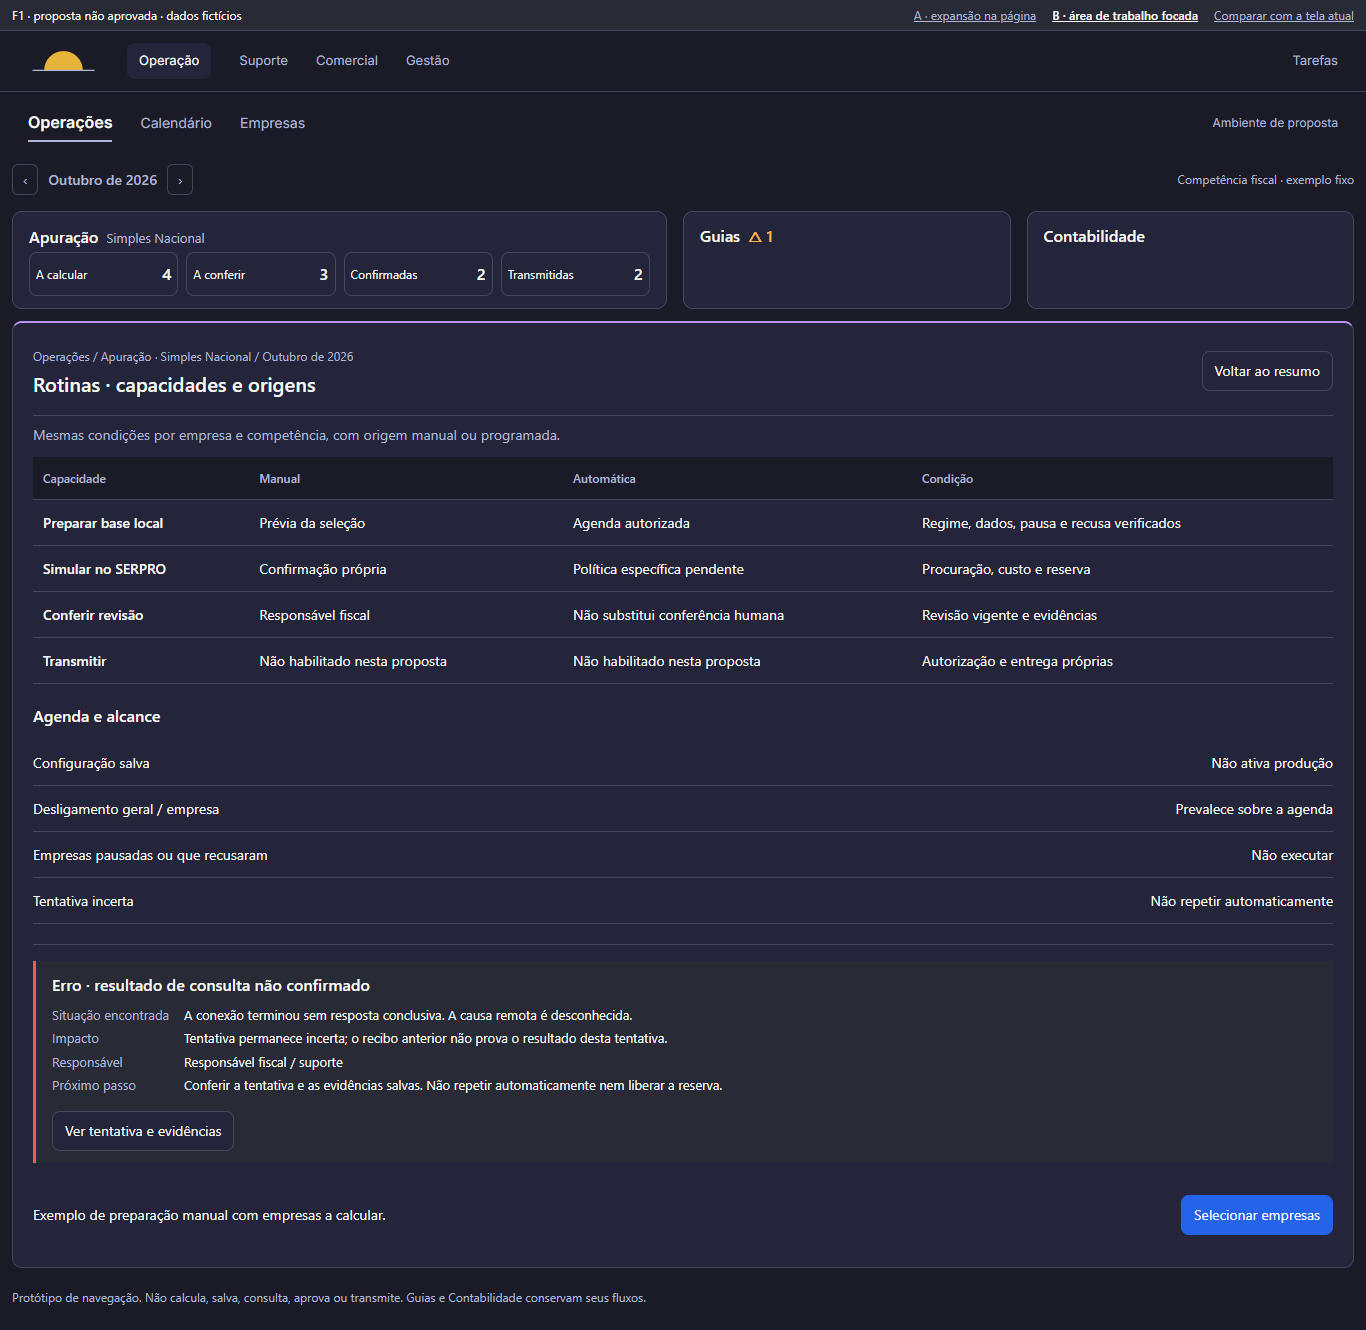 F1 · proposta não aprovada · dados fictícios
A · expansão na página
B · área de trabalho focada
Comparar com a tela atual
Operação
Suporte
Comercial
Gestão
Tarefas
Operações
Calendário
Empresas
Ambiente de proposta
‹ Outubro de 2026 ›
Competência fiscal · exemplo fixo
Apuração Simples Nacional
A calcular 4
A conferir 3
Confirmadas 2
Transmitidas 2
Guias △ 1
Contabilidade
Operações / Apuração · Simples Nacional / Outubro de 2026
Rotinas · capacidades e origens
Voltar ao resumo
Mesmas condições por empresa e competência, com origem manual ou programada.
Capacidade Manual Automática Condição
Preparar base local Prévia da seleção Agenda autorizada Regime, dados, pausa e recusa verificados
Simular no SERPRO Confirmação própria Política específica pendente Procuração, custo e reserva
Conferir revisão Responsável fiscal Não substitui conferência humana Revisão vigente e evidências
Transmitir Não habilitado nesta proposta Não habilitado nesta proposta Autorização e entrega próprias
Agenda e alcance
Configuração salva Não ativa produção
Desligamento geral / empresa Prevalece sobre a agenda
Empresas pausadas ou que recusaram Não executar
Tentativa incerta Não repetir automaticamente
Erro · resultado de consulta não confirmado
Situação encontrada A conexão terminou sem resposta conclusiva. A causa remota é desconhecida.
Impacto Tentativa permanece incerta; o recibo anterior não prova o resultado desta tentativa.
Responsável Responsável fiscal / suporte
Próximo passo Conferir a tentativa e as evidências salvas. Não repetir automaticamente nem liberar a reserva.
Ver tentativa e evidências
Exemplo de preparação manual com empresas a calcular.
Selecionar empresas
Protótipo de navegação. Não calcula, salva, consulta, aprova ou transmite. Guias e Contabilidade conservam seus fluxos.